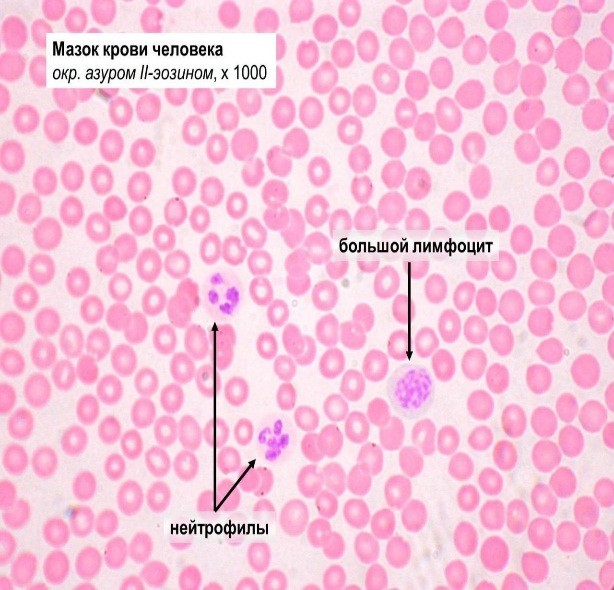 Мазок крови человека
окр. азуром II-эозином, x 1000
большой лимфоцит
нейтрофилы